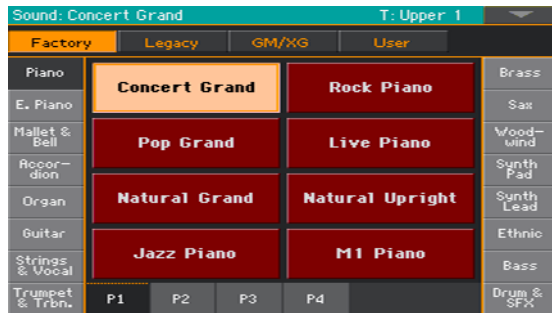 Sound: Concert Grand T: Upper 1
Factory Legacy GM/XG User
Piano
E. Piano
Mallet &
Bell
Accor-
dion
Organ
Guitar
Strings
& Vocal
Trumpet
& Trbn.
Concert Grand Rock Piano
Pop Grand Live Piano
Natural Grand Natural Upright
Jazz Piano M1 Piano
P1 P2 P3 P4
Brass
Sax
Wood-
wind
Synth
Pad
Synth
Lead
Ethnic
Bass
Drum &
SFX